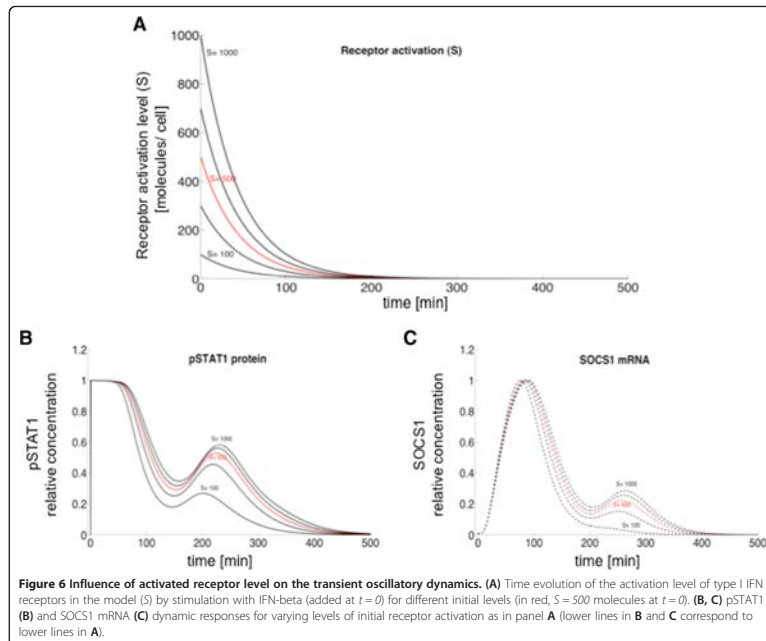 A
Receptor activation (S)
Receptor activation level (S)
[molecules/ cell]
1000
800
600
400
200
0
S= 1000
S= 500
S= 100
0 100 200 300 400 500
time [min]
B
pSTAT1 protein
pSTAT1
relative concentration
1.2
1
0.8
0.6
0.4
0.2
0
S= 1000
S= 100
0 100 200 300 400 500
time [min]
C
SOCS1 mRNA
SOCS1
relative concentration
1.2
1
0.8
0.6
0.4
0.2
0
S= 1000
S= 100
0 100 200 300 400 500
time [min]
Figure 6 Influence of activated receptor level on the transient oscillatory dynamics. (A) Time evolution of the activation level of type I IFN
receptors in the model (S) by stimulation with IFN-beta (added at t = 0) for different initial levels (in red, S = 500 molecules at t = 0). (B, C) pSTAT1
(B) and SOCS1 mRNA (C) dynamic responses for varying levels of initial receptor activation as in panel A (lower lines in B and C correspond to
lower lines in A).